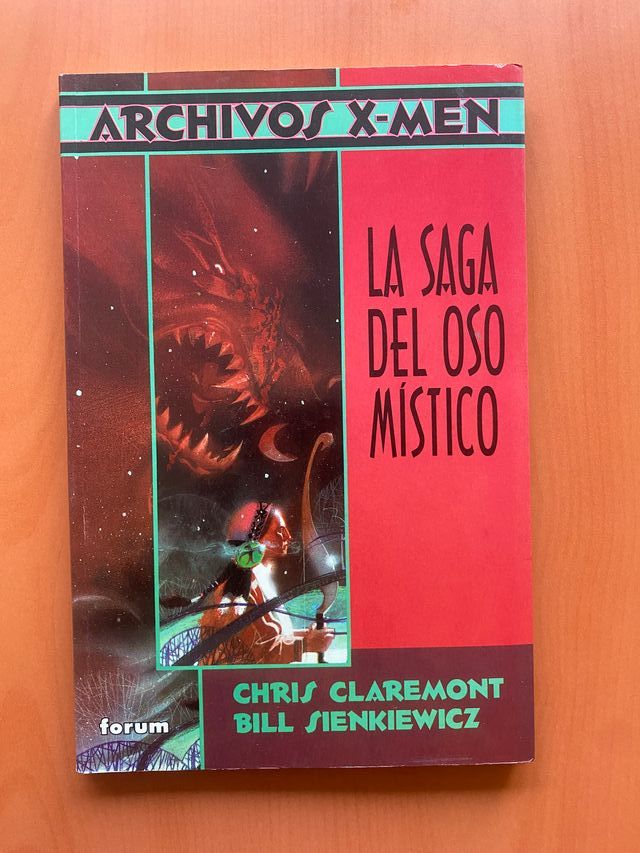 ARCHIVOS X-MEN
LA SAGA
DEL OSO
MÍSTICO
CHRIS CLAREMONT
BILL SIENKIEWICZ
forum